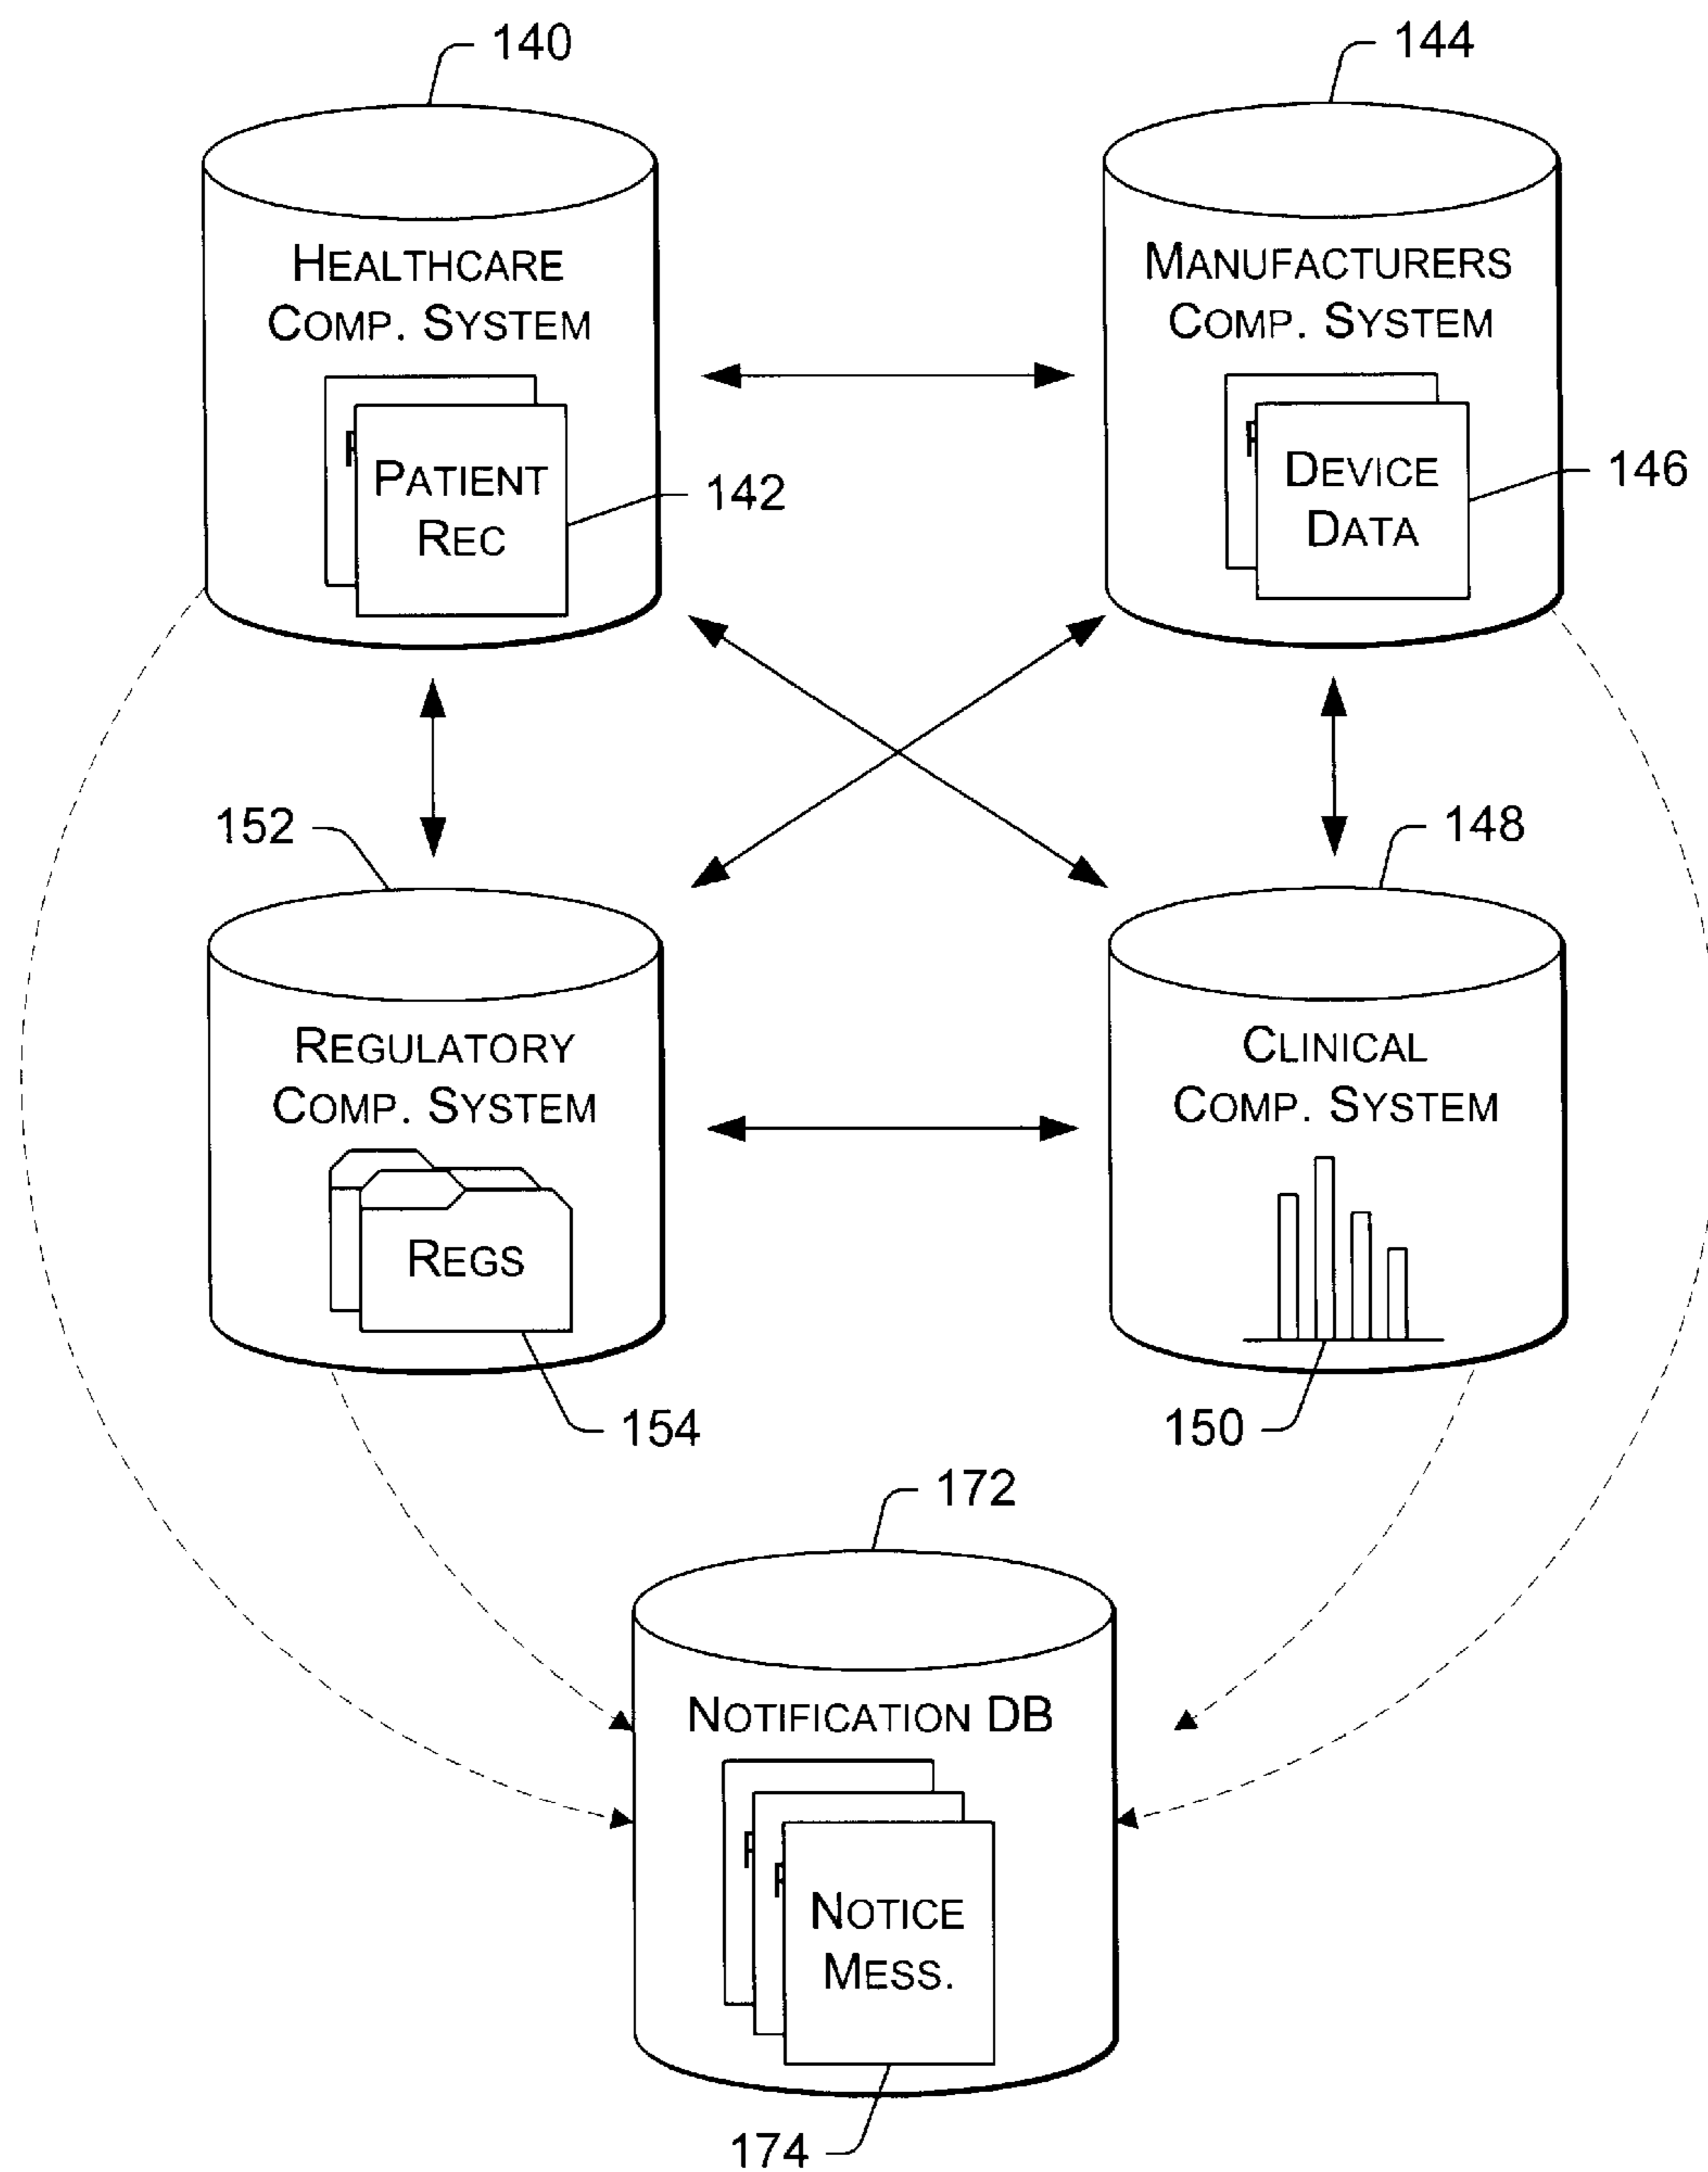 140
144
HEALTHCARE
COMP. SYSTEM
MANUFACTURERS
COMP. SYSTEM
PATIENT
REC
142
DEVICE
DATA
146
152
148
REGULATORY
COMP. SYSTEM
CLINICAL
COMP. SYSTEM
REGS
154
150
172
NOTIFICATION DB
NOTICE
MESS.
174